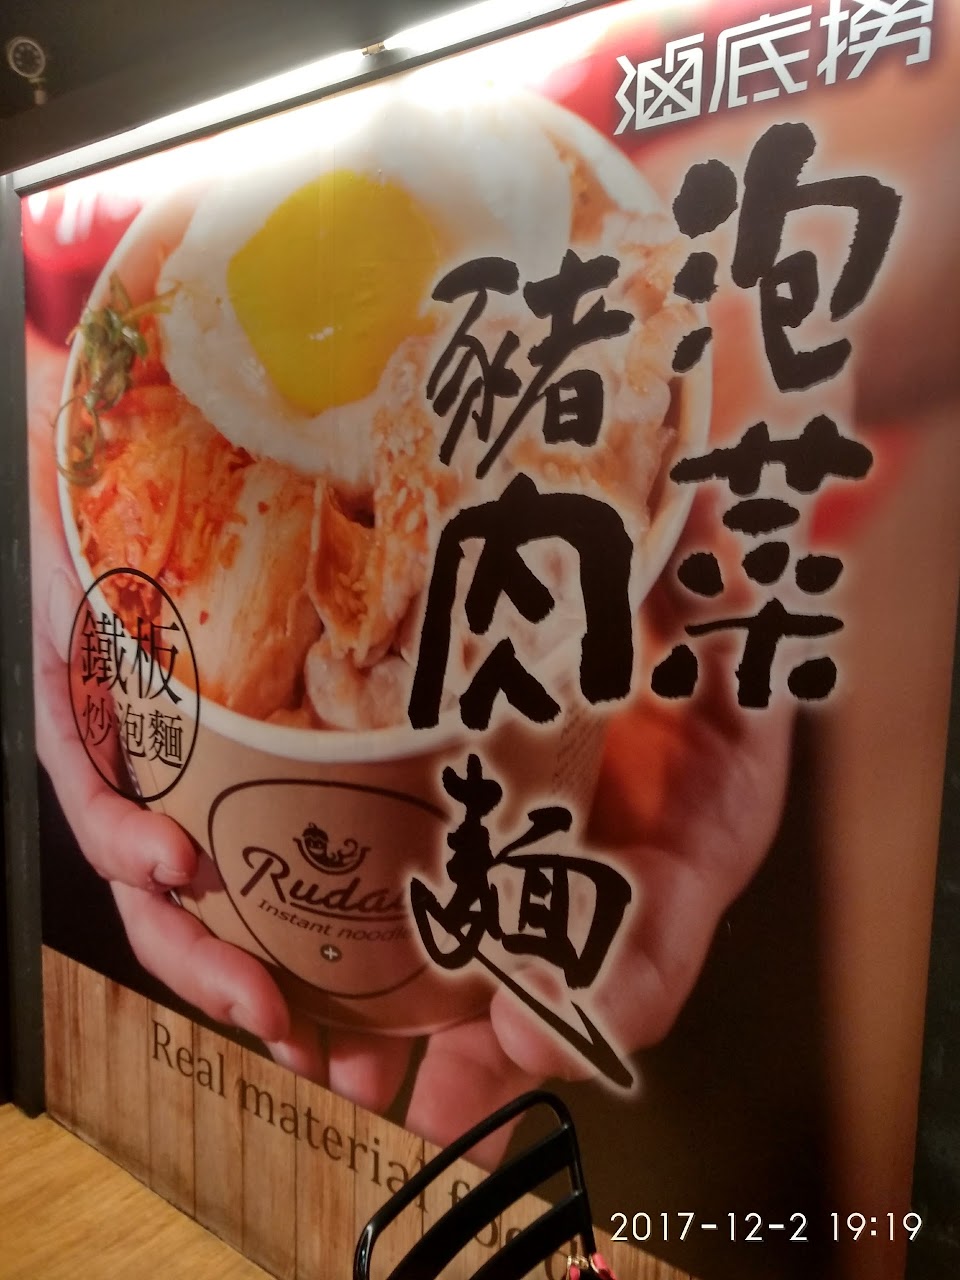 滷底撈
泡菜
豬肉麵
鐵板
炒泡麵
Instant noodle
Real material
2017-12-2 19:19